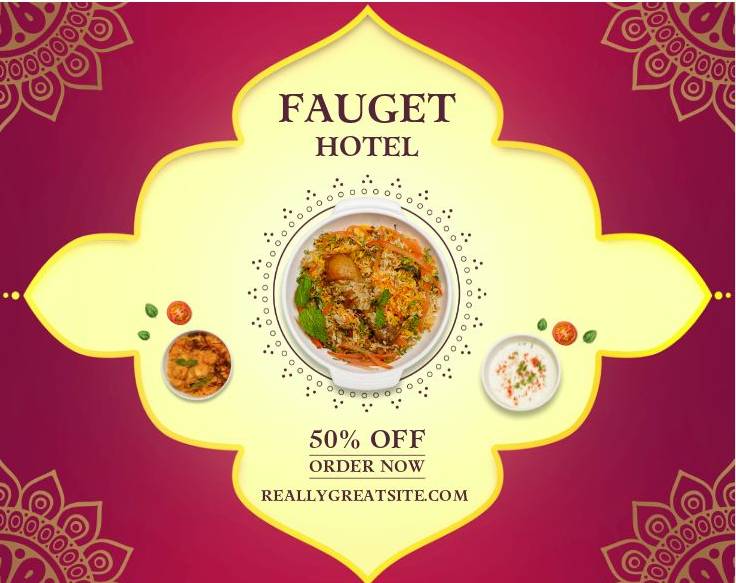 FAUGET
HOTEL
50% OFF
ORDER NOW
REALLYGREATSITE.COM